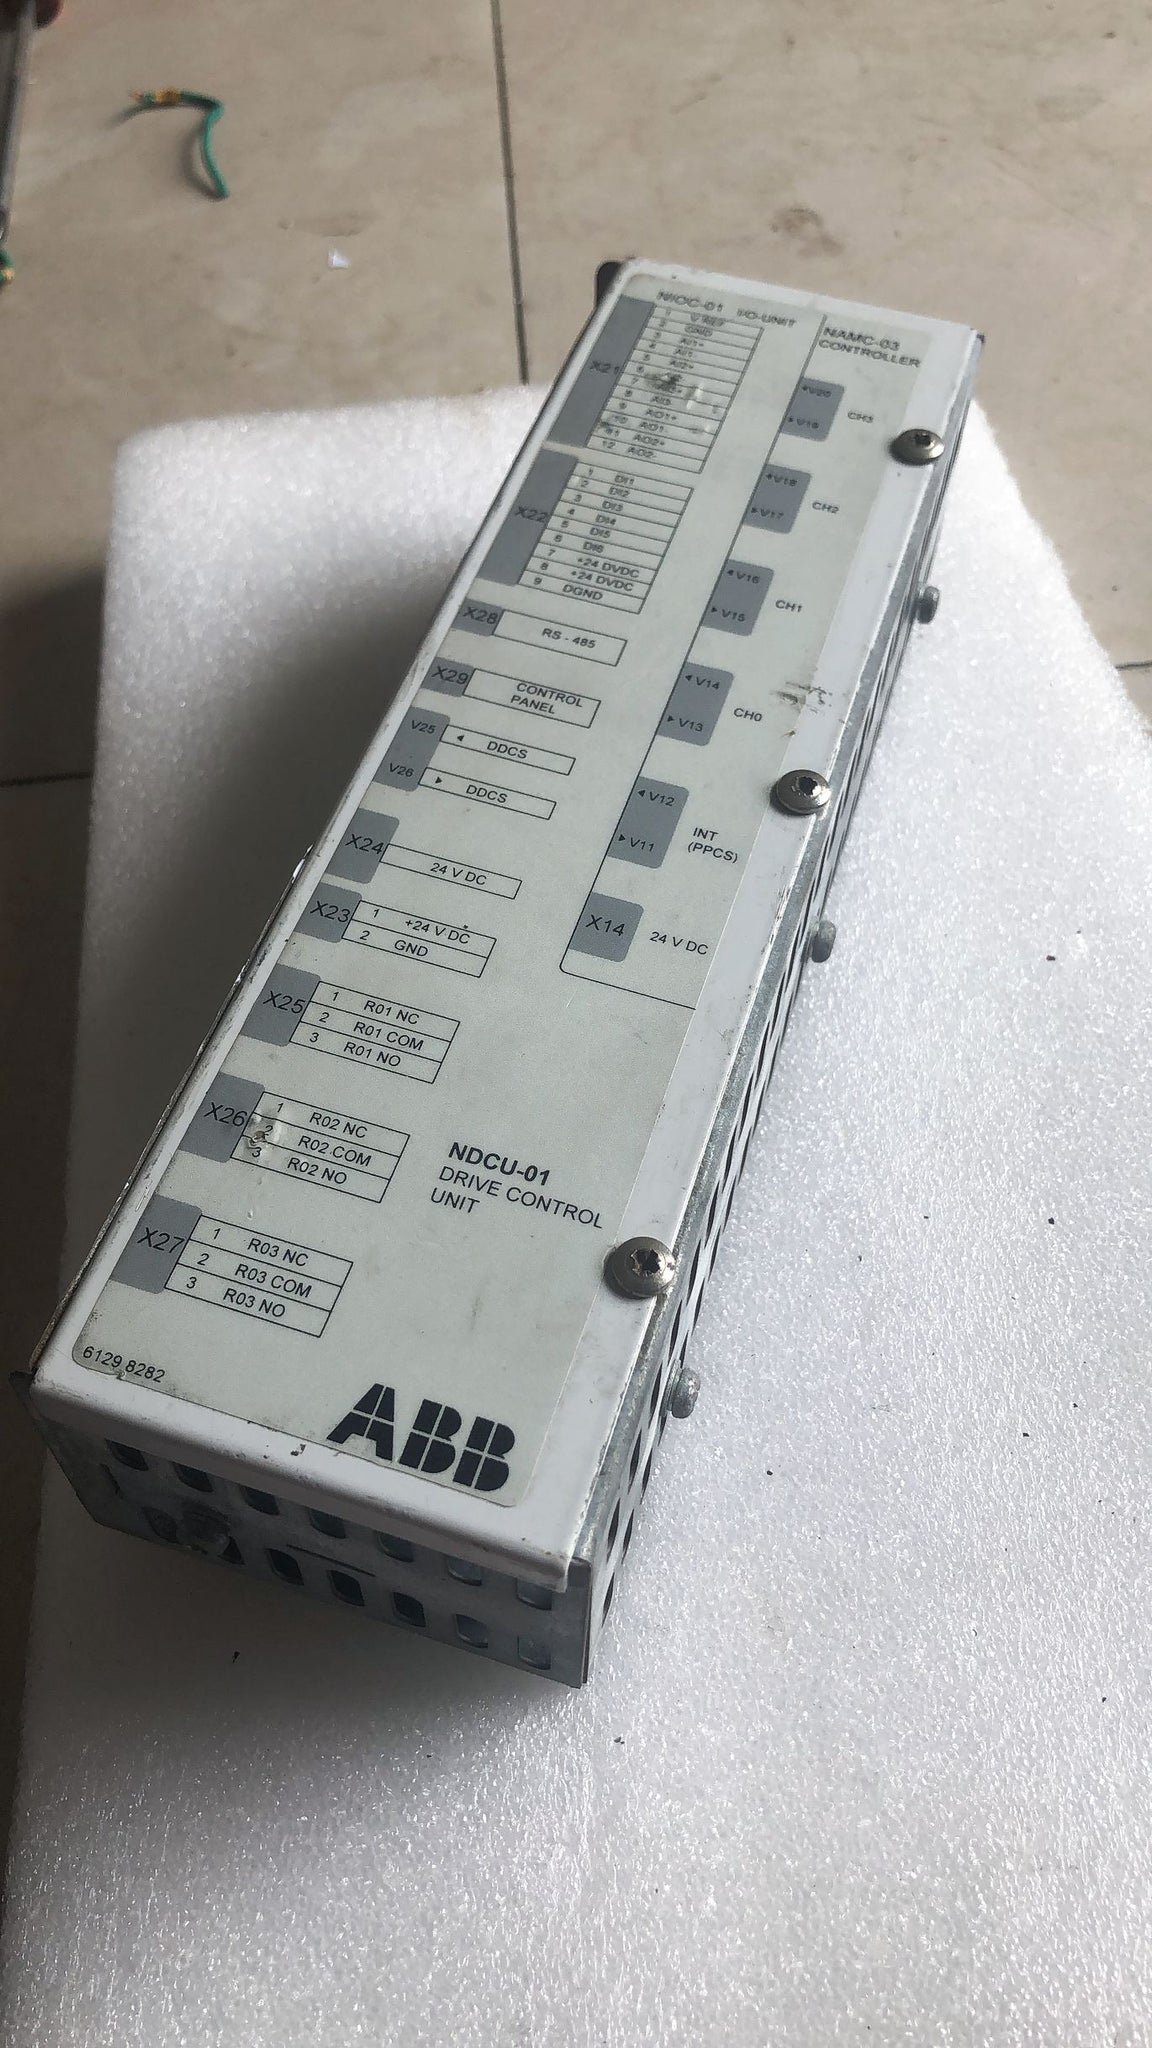 NIOC-01 I/O-UNIT
X21
1 VREF
2 GND
3 AI1+
4 AI1-
5 AI2+
6
7
8 AI3-
9 AO1+
10 AO1-
11 AO2+
12 AO2-
X22
1 DI1
2 DI2
3 DI3
4 DI4
5 DI5
6 DI6
7 +24 DVDC
8 +24 DVDC
9 DGND
X28 RS - 485
X29 CONTROL
PANEL
V25 ◄ DDCS
V26 ► DDCS
X24 24 V DC
X23
1 +24 V DC
2 GND
X25
1 R01 NC
2 R01 COM
3 R01 NO
X26
1 R02 NC
2 R02 COM
3 R02 NO
X27
1 R03 NC
2 R03 COM
3 R03 NO
NAMC-03
CONTROLLER
◄V20
►V19
CH3
◄V18
►V17
CH2
◄V16
►V15
CH1
◄V14
►V13
CH0
◄V12
►V11
INT
(PPCS)
X14 24 V DC
NDCU-01
DRIVE CONTROL
UNIT
6129 8282
ABB